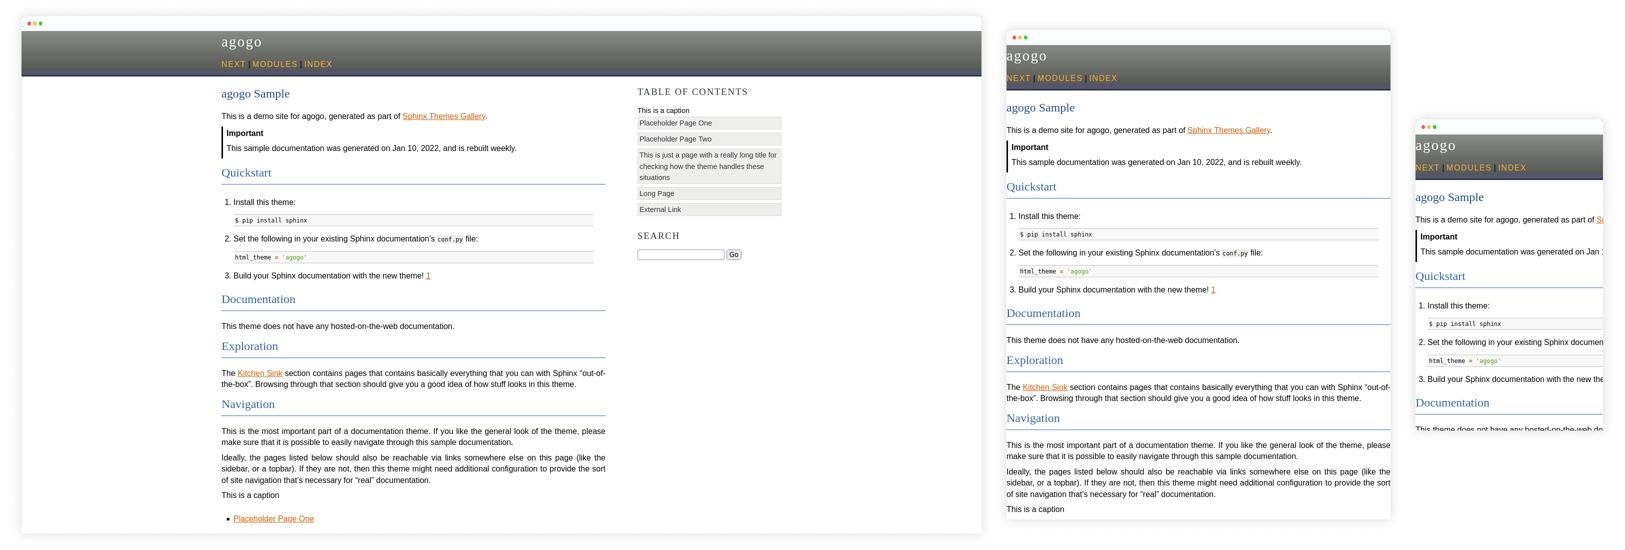 agogo
NEXT | MODULES | INDEX
agogo Sample
This is a demo site for agogo, generated as part of Sphinx Themes Gallery.
Important
This sample documentation was generated on Jan 10, 2022, and is rebuilt weekly.
Quickstart
1. Install this theme:
$ pip install sphinx
2. Set the following in your existing Sphinx documentation's conf.py file:
html_theme = 'agogo'
3. Build your Sphinx documentation with the new theme! 1
Documentation
This theme does not have any hosted-on-the-web documentation.
Exploration
The Kitchen Sink section contains pages that contains basically everything that you can with Sphinx “out-of-
the-box”. Browsing through that section should give you a good idea of how stuff looks in this theme.
Navigation
This is the most important part of a documentation theme. If you like the general look of the theme, please
make sure that it is possible to easily navigate through this sample documentation.
Ideally, the pages listed below should also be reachable via links somewhere else on this page (like the
sidebar, or a topbar). If they are not, then this theme might need additional configuration to provide the sort
of site navigation that's necessary for “real” documentation.
This is a caption
▪ Placeholder Page One
TABLE OF CONTENTS
This is a caption
Placeholder Page One
Placeholder Page Two
This is just a page with a really long title for
checking how the theme handles these
situations
Long Page
External Link
SEARCH
Go
agogo
NEXT | MODULES | INDEX
agogo Sample
This is a demo site for agogo, generated as part of Sphinx Themes Gallery.
Important
This sample documentation was generated on Jan 10, 2022, and is rebuilt weekly.
Quickstart
1. Install this theme:
$ pip install sphinx
2. Set the following in your existing Sphinx documentation's conf.py file:
html_theme = 'agogo'
3. Build your Sphinx documentation with the new theme! 1
Documentation
This theme does not have any hosted-on-the-web documentation.
Exploration
The Kitchen Sink section contains pages that contains basically everything that you can with Sphinx “out-of-
the-box”. Browsing through that section should give you a good idea of how stuff looks in this theme.
Navigation
This is the most important part of a documentation theme. If you like the general look of the theme, please
make sure that it is possible to easily navigate through this sample documentation.
Ideally, the pages listed below should also be reachable via links somewhere else on this page (like the
sidebar, or a topbar). If they are not, then this theme might need additional configuration to provide the sort
of site navigation that's necessary for “real” documentation.
This is a caption
agogo
NEXT | MODULES | INDEX
agogo Sample
This is a demo site for agogo, generated as part of S
Important
This sample documentation was generated on Jan
Quickstart
1. Install this theme:
$ pip install sphinx
2. Set the following in your existing Sphinx documen
html_theme = 'agogo'
3. Build your Sphinx documentation with the new the
Documentation
This theme does not have any hosted-on-the-web do